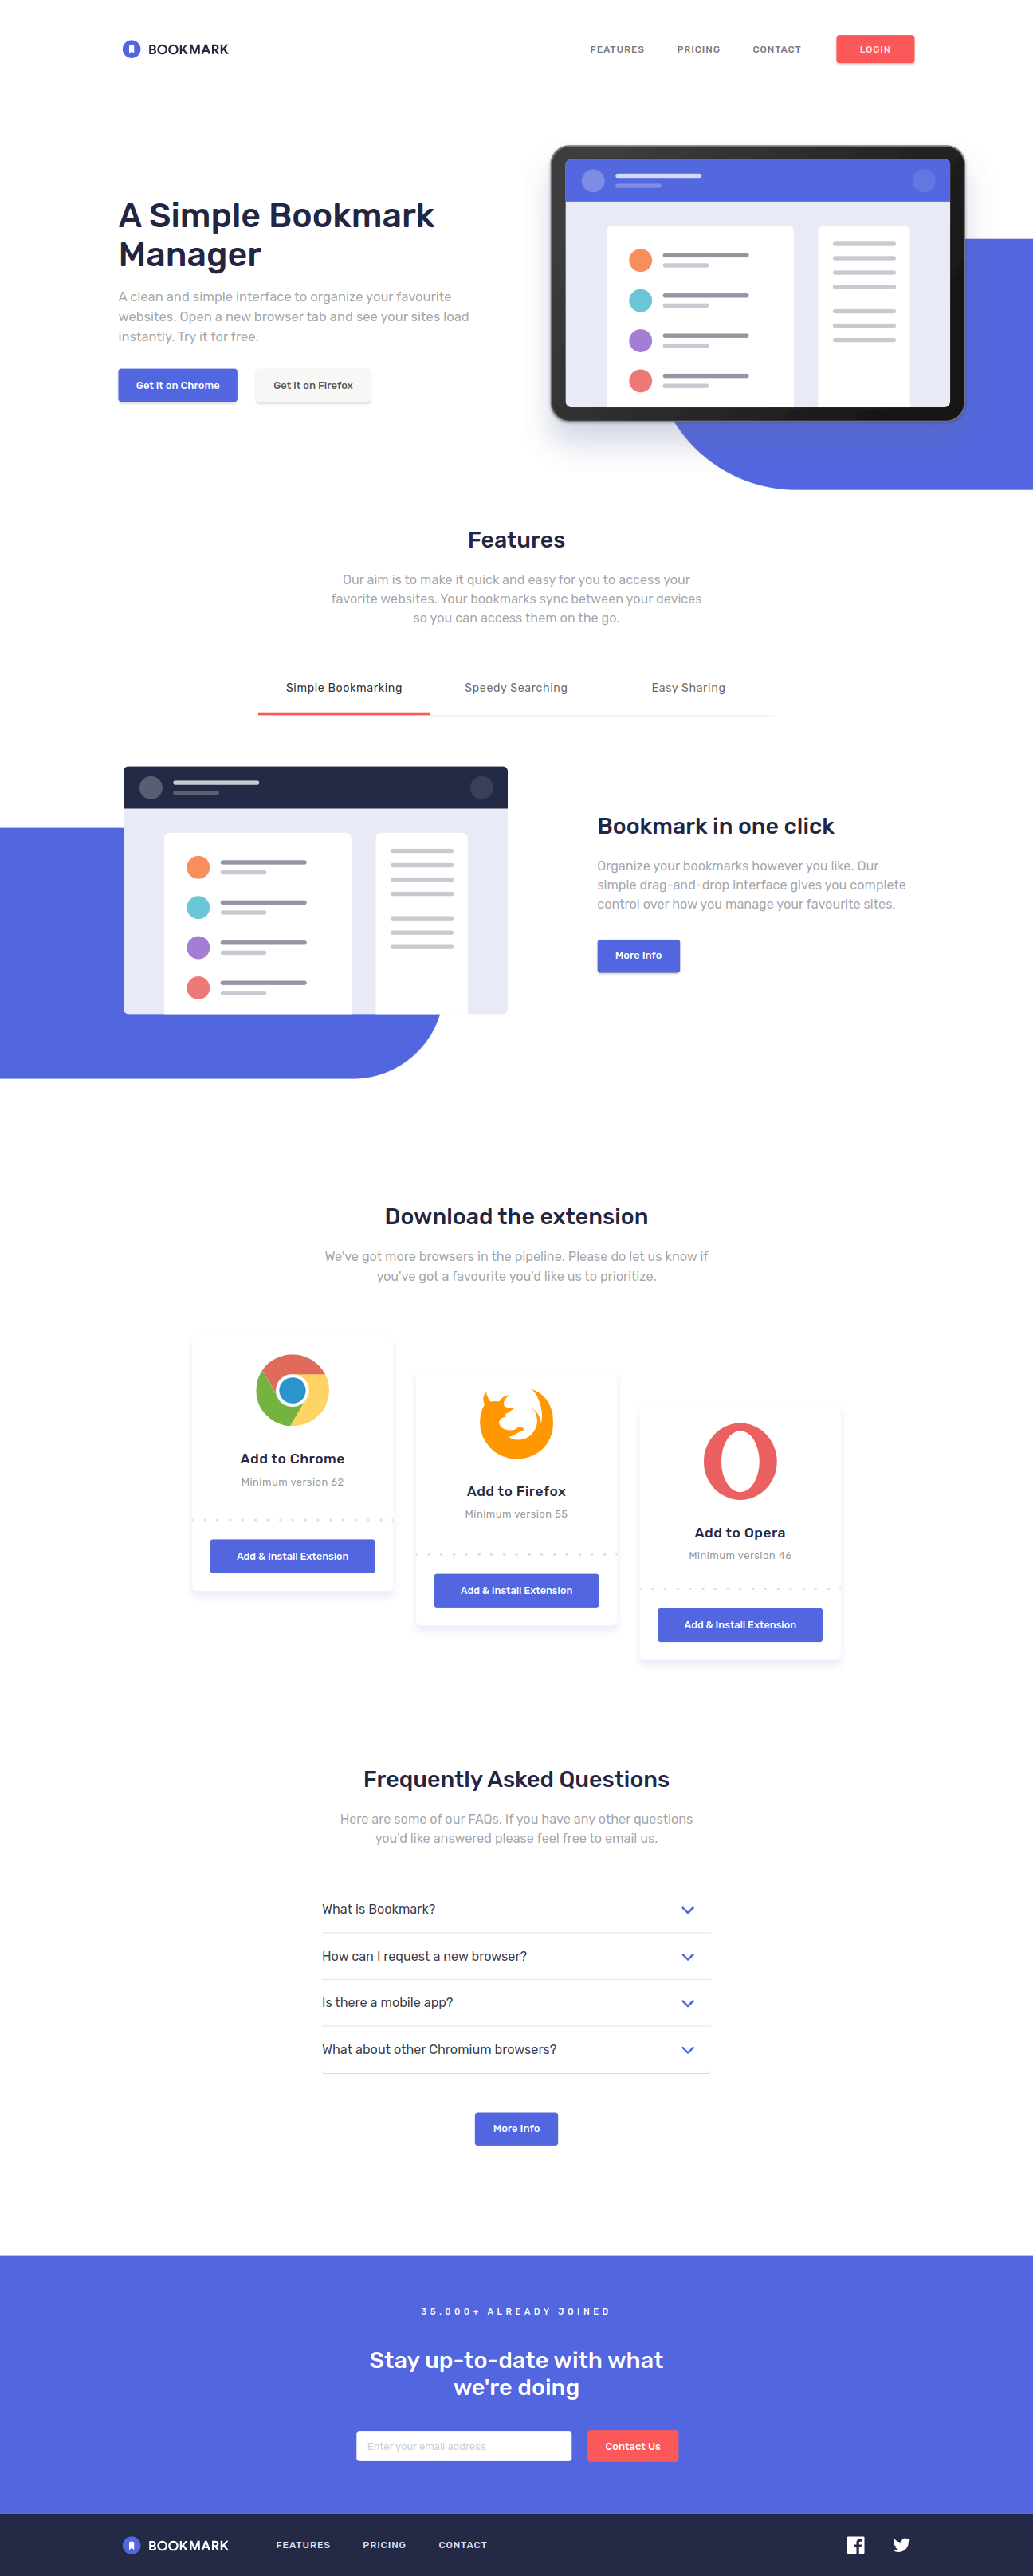 BOOKMARK
FEATURES
PRICING
CONTACT
LOGIN
A Simple Bookmark
Manager
A clean and simple interface to organize your favourite
websites. Open a new browser tab and see your sites load
instantly. Try it for free.
Get it on Chrome
Get it on Firefox
Features
Our aim is to make it quick and easy for you to access your
favorite websites. Your bookmarks sync between your devices
so you can access them on the go.
Simple Bookmarking
Speedy Searching
Easy Sharing
Bookmark in one click
Organize your bookmarks however you like. Our
simple drag-and-drop interface gives you complete
control over how you manage your favourite sites.
More Info
Download the extension
We've got more browsers in the pipeline. Please do let us know if
you've got a favourite you'd like us to prioritize.
Add to Chrome
Minimum version 62
Add & Install Extension
Add to Firefox
Minimum version 55
Add & Install Extension
Add to Opera
Minimum version 46
Add & Install Extension
Frequently Asked Questions
Here are some of our FAQs. If you have any other questions
you'd like answered please feel free to email us.
What is Bookmark?
How can I request a new browser?
Is there a mobile app?
What about other Chromium browsers?
More Info
35.000+ ALREADY JOINED
Stay up-to-date with what
we're doing
Enter your email address
Contact Us
BOOKMARK
FEATURES
PRICING
CONTACT